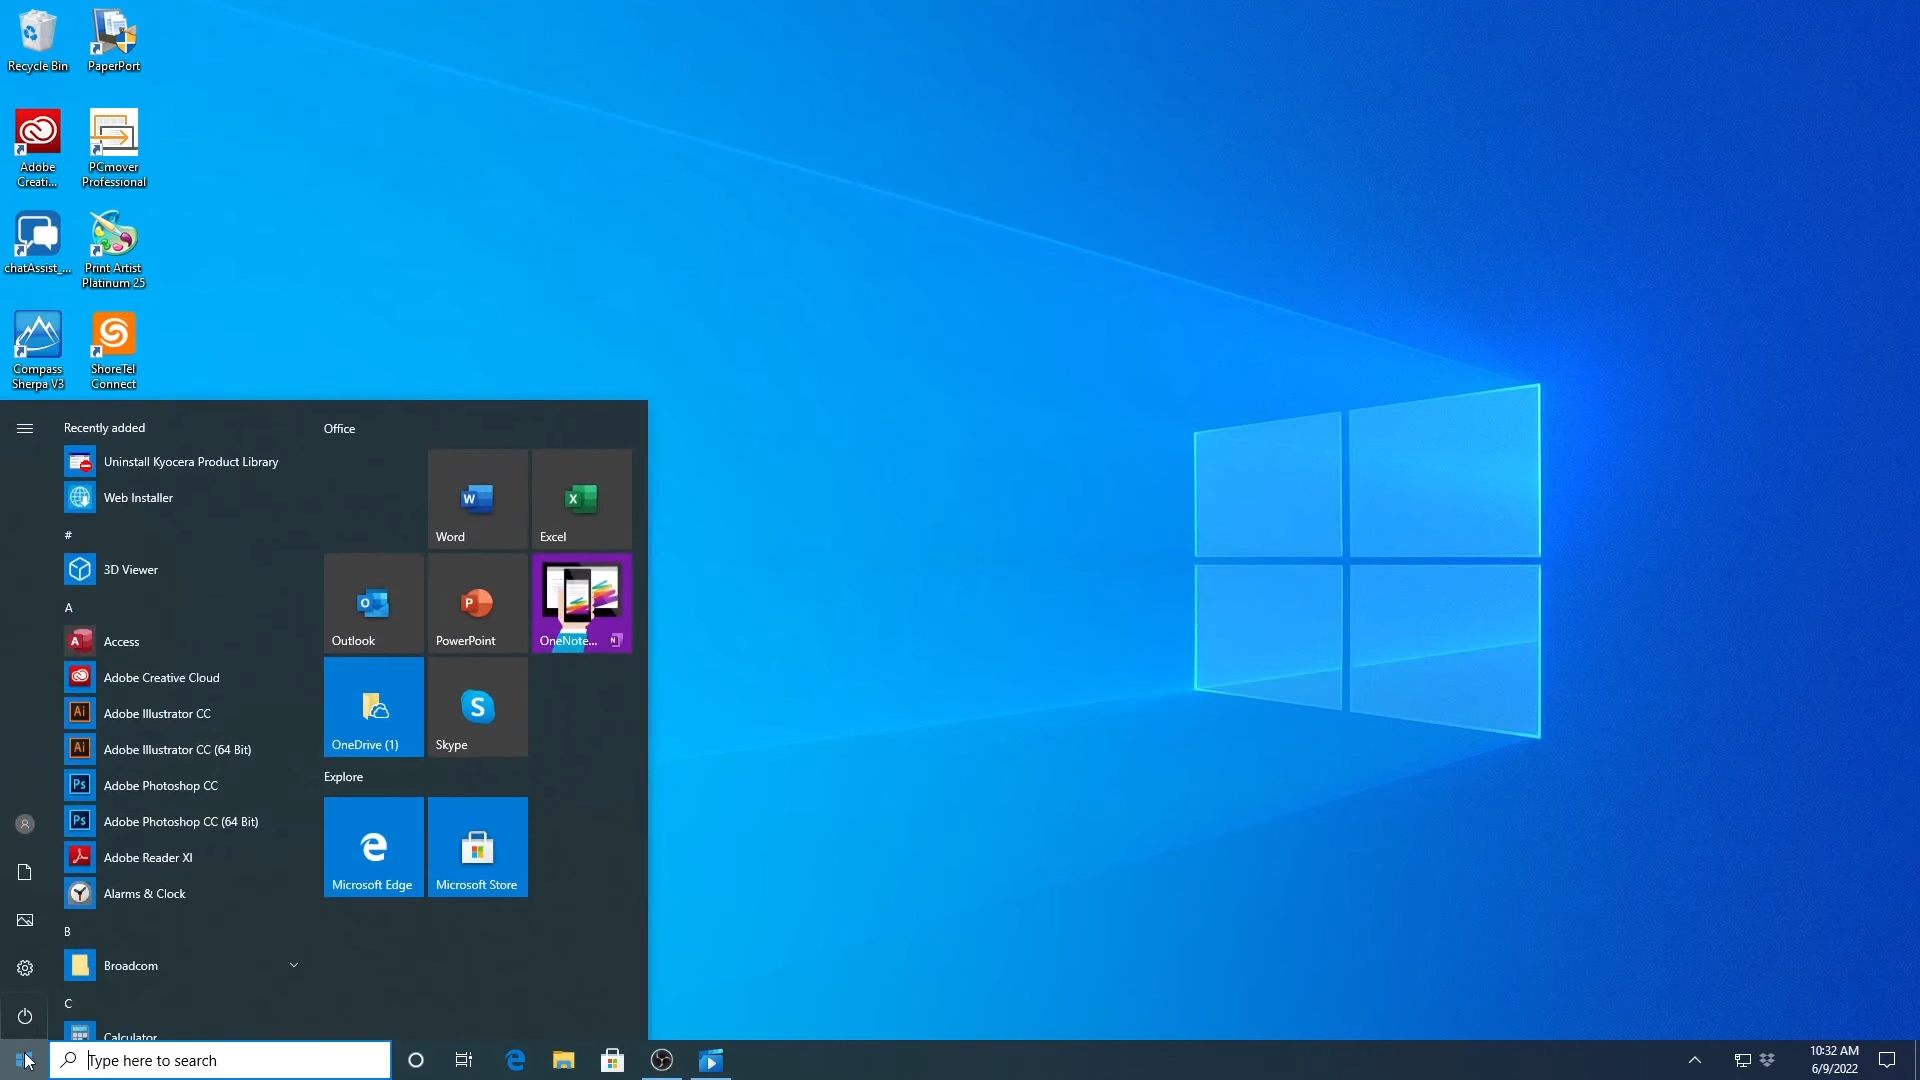 Recycle Bin
PaperPort
Adobe
Creati...
PCmover
Professional
chatAssist_...
Print Artist
Platinum 25
Compass
Sherpa V3
ShoreTel
Connect
Recently added
Uninstall Kyocera Product Library
Web Installer
#
3D Viewer
A
Access
Adobe Creative Cloud
Adobe Illustrator CC
Adobe Illustrator CC (64 Bit)
Adobe Photoshop CC
Adobe Photoshop CC (64 Bit)
Adobe Reader XI
Alarms & Clock
B
Broadcom
C
Calculator
Office
Word
Excel
Outlook
PowerPoint
OneNote...
OneDrive (1)
Skype
Explore
Microsoft Edge
Microsoft Store
Type here to search
10:32 AM
6/9/2022